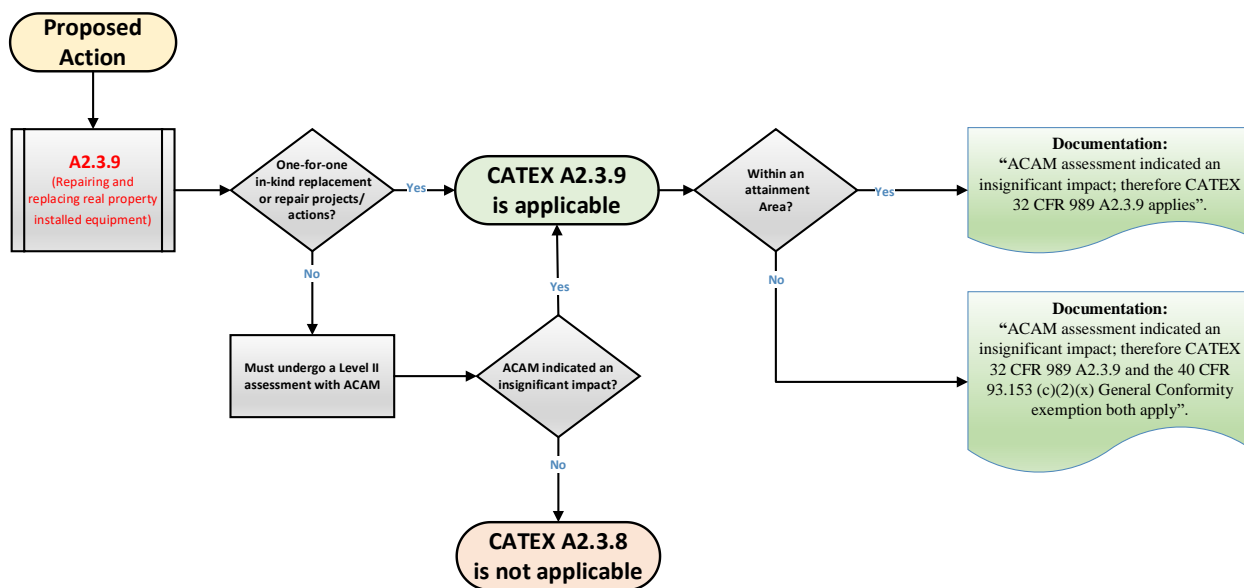 Proposed
Action
A2.3.9
(Repairing and
replacing real property
installed equipment)
One-for-one
in-kind replacement
or repair projects/
actions?
Yes
No
CATEX A2.3.9
is applicable
Within an
attainment
Area?
Yes
No
Documentation:
“ACAM assessment indicated an
insignificant impact; therefore CATEX
32 CFR 989 A2.3.9 applies”.
Documentation:
“ACAM assessment indicated an
insignificant impact; therefore CATEX
32 CFR 989 A2.3.9 and the 40 CFR
93.153 (c)(2)(x) General Conformity
exemption both apply”.
Must undergo a Level II
assessment with ACAM
ACAM indicated an
insignificant impact?
Yes
No
CATEX A2.3.8
is not applicable